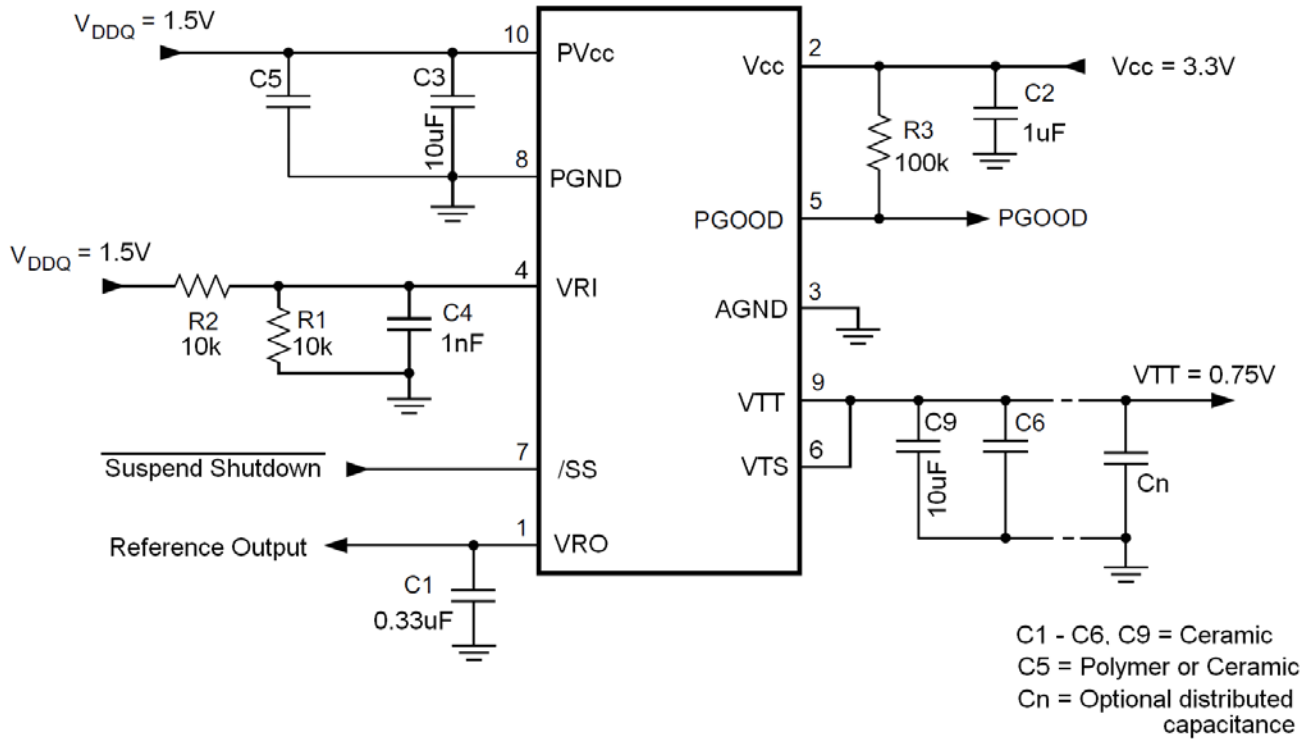 V_DDQ = 1.5V
10
PVcc
C5
C3
10uF
8
PGND
V_DDQ = 1.5V
4
VRI
R2
10k
R1
10k
C4
1nF
Suspend Shutdown
7
/SS
Reference Output
1
VRO
C1
0.33uF
Vcc
2
Vcc = 3.3V
R3
100k
C2
1uF
PGOOD
5
PGOOD
AGND
3
VTT
9
VTT = 0.75V
VTS
6
C9
10uF
C6
Cn
C1 - C6, C9 = Ceramic
C5 = Polymer or Ceramic
Cn = Optional distributed
capacitance